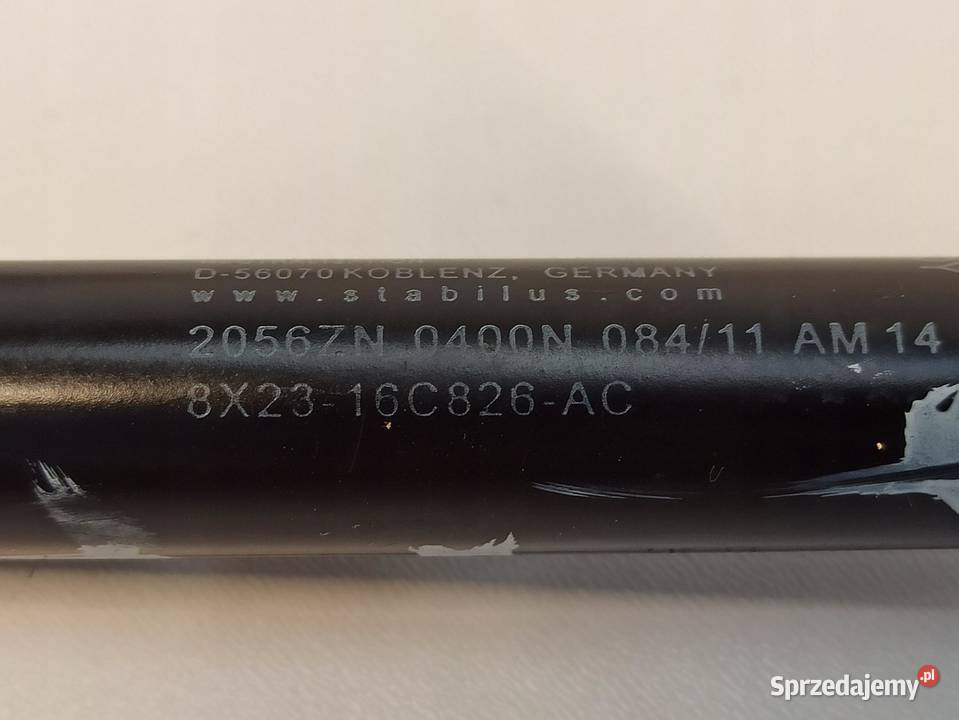 D-56070 KOBLENZ, GERMANY
www.stabilus.com
2056ZN 0400N 084/11 AM 14
8X23-16C826-AC
Sprzedajemy.pl